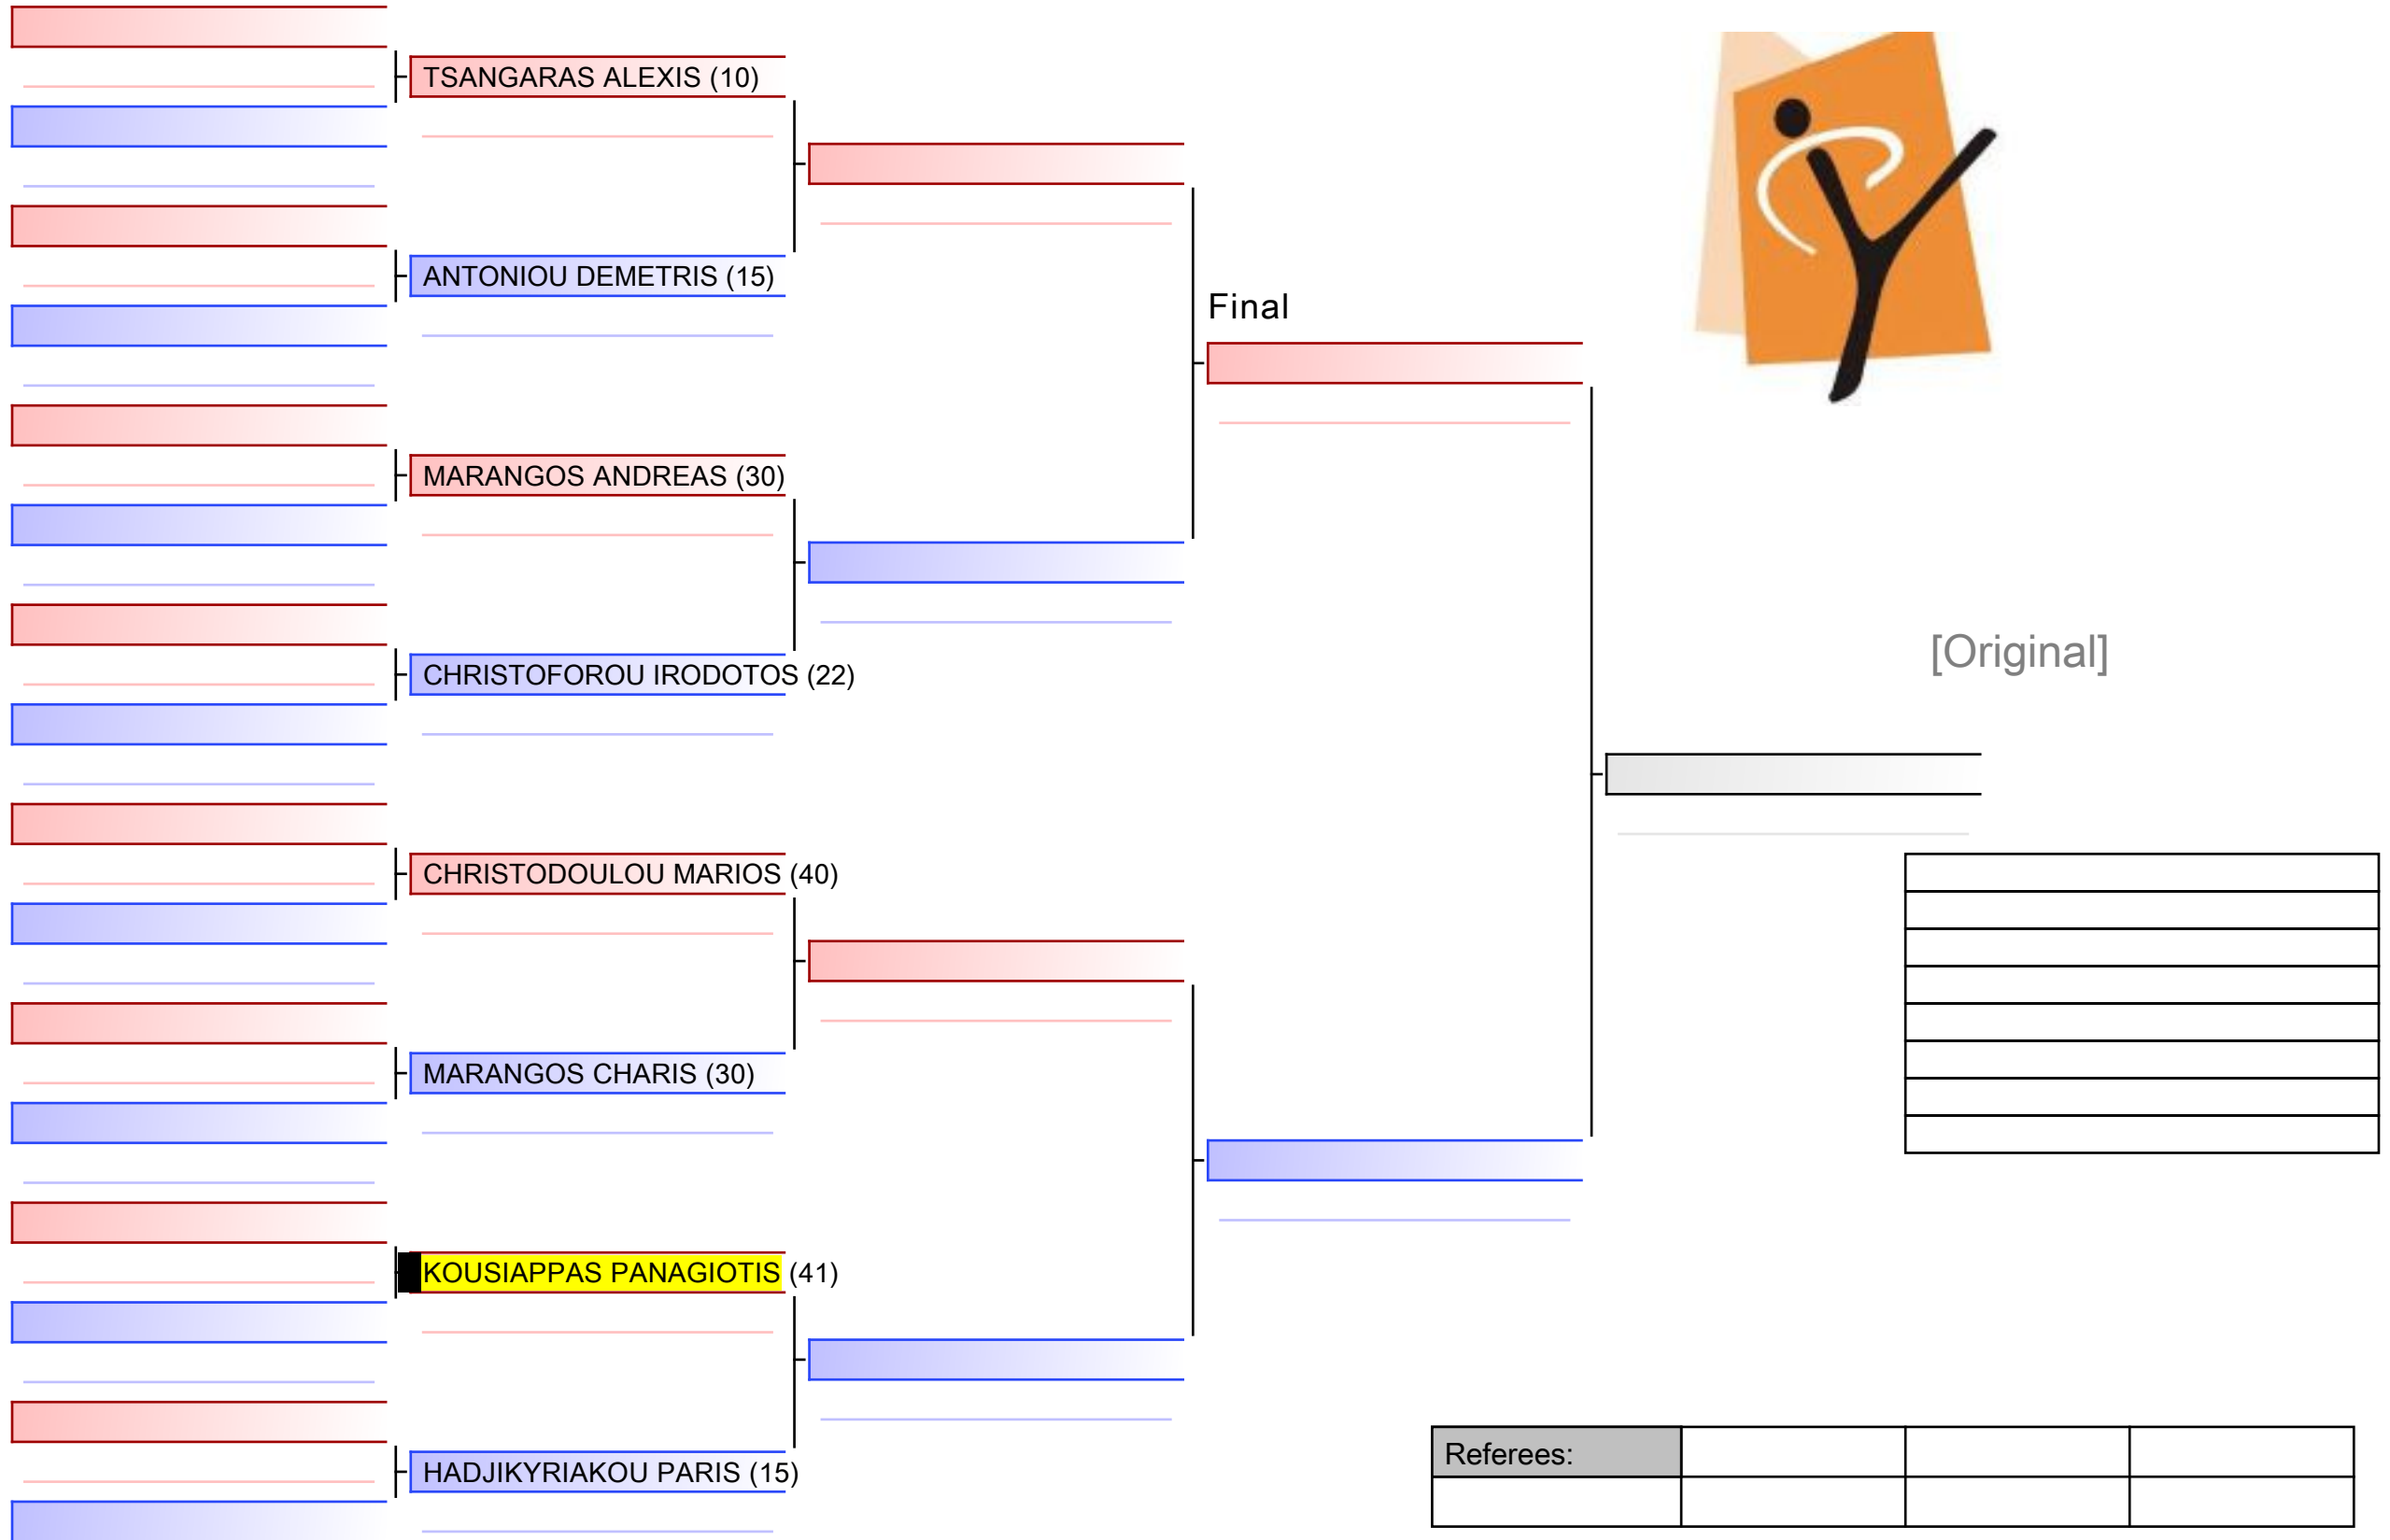 TSANGARAS ALEXIS (10)
ANTONIOU DEMETRIS (15)
Final
MARANGOS ANDREAS (30)
[Original]
CHRISTOFOROU IRODOTOS (22)
CHRISTODOULOU MARIOS (40)
MARANGOS CHARIS (30)
KOUSIAPPAS PANAGIOTIS (41)
Referees:
HADJIKYRIAKOU PARIS (15)